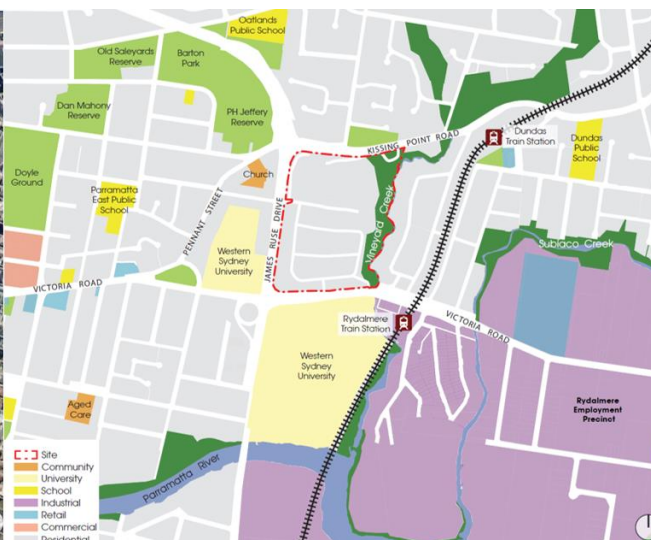 Oatlands
Public School
Old Saleyards
Reserve
Barton
Park
Dan Mahony
Reserve
PH Jeffery
Reserve
KISSING POINT ROAD
Dundas
Train Station
Dundas
Public
School
Doyle
Ground
Church
Parramatta
East Public
School
PENNANT STREET
JAMES RUSE DRIVE
Vineyard Creek
Western
Sydney
University
Subiaco Creek
VICTORIA ROAD
Rydalmere
Train Station
VICTORIA ROAD
Western
Sydney
University
Rydalmere
Employment
Precinct
Aged
Care
Parramatta River
Site
Community
University
School
Industrial
Retail
Commercial
Residential